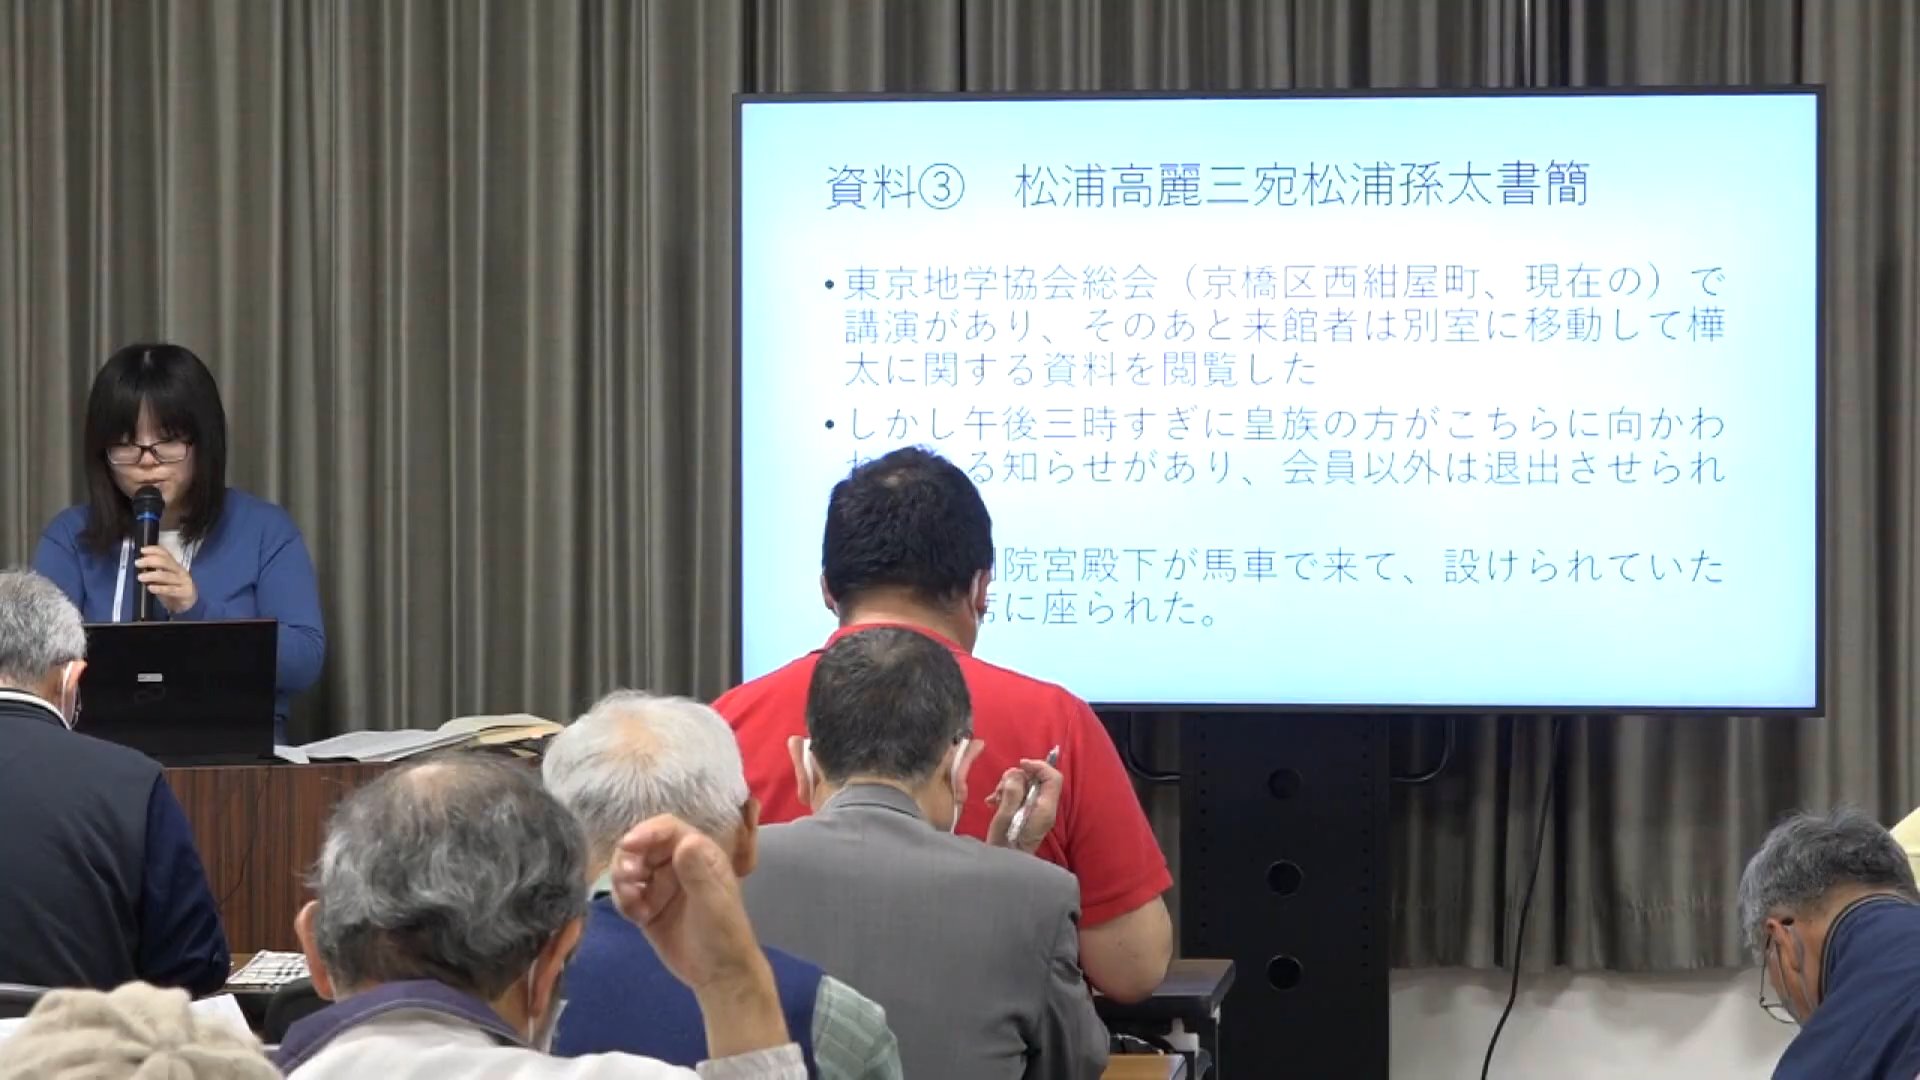 資料③　松浦高麗三宛松浦孫太書簡
•東京地学協会総会（京橋区西紺屋町、現在の）で
講演があり、そのあと来館者は別室に移動して樺
太に関する資料を閲覧した
•しかし午後三時すぎに皇族の方がこちらに向かわ
る知らせがあり、会員以外は退出させられ
院宮殿下が馬車で来て、設けられていた
席に座られた。